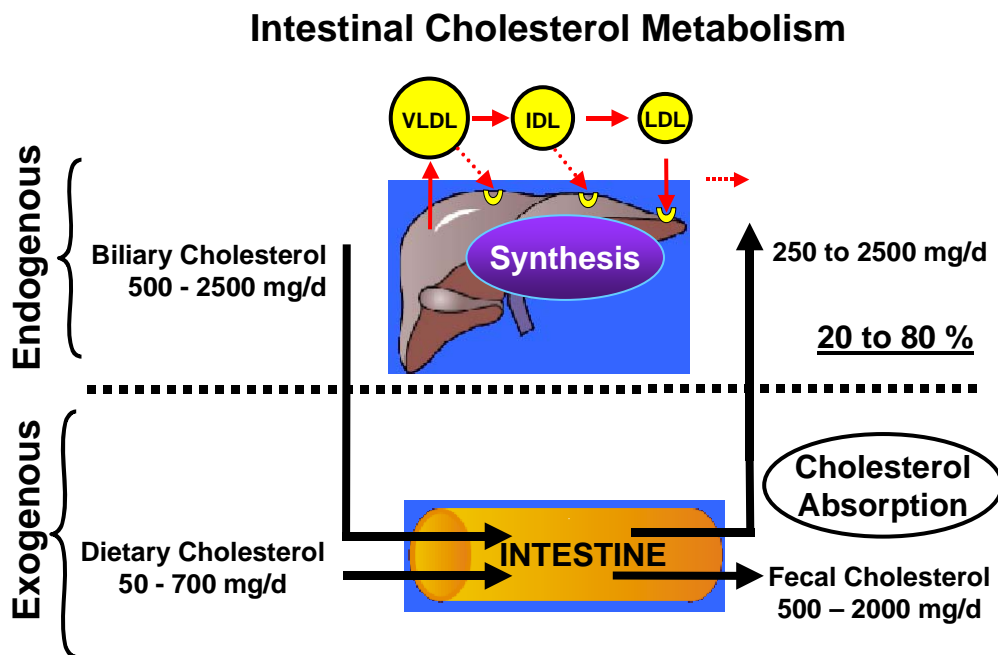 Intestinal Cholesterol Metabolism
VLDL
IDL
LDL
Endogenous
Biliary Cholesterol
500 - 2500 mg/d
Synthesis
250 to 2500 mg/d
20 to 80 %
Exogenous
Cholesterol
Absorption
Dietary Cholesterol
50 - 700 mg/d
INTESTINE
Fecal Cholesterol
500 – 2000 mg/d